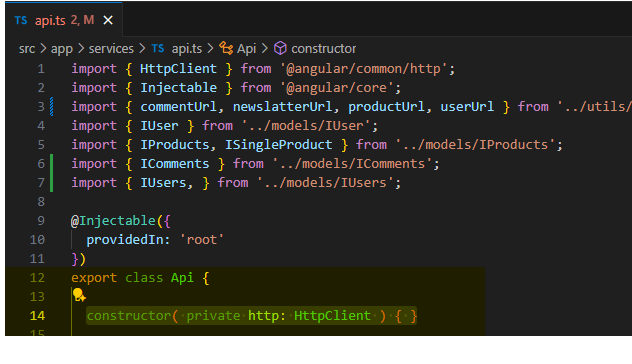 TS api.ts 2, M ×
src > app > services > TS api.ts > Api > constructor
1 import { HttpClient } from '@angular/common/http';
2 import { Injectable } from '@angular/core';
3 import { commentUrl, newslatterUrl, productUrl, userUrl } from '../utils/
4 import { IUser } from '../models/IUser';
5 import { IProducts, ISingleProduct } from '../models/IProducts';
6 import { IComments } from '../models/IComments';
7 import { IUsers, } from '../models/IUsers';
8
9 @Injectable({
10 providedIn: 'root'
11 })
12 export class Api {
13
14 constructor( private http: HttpClient ) { }
15